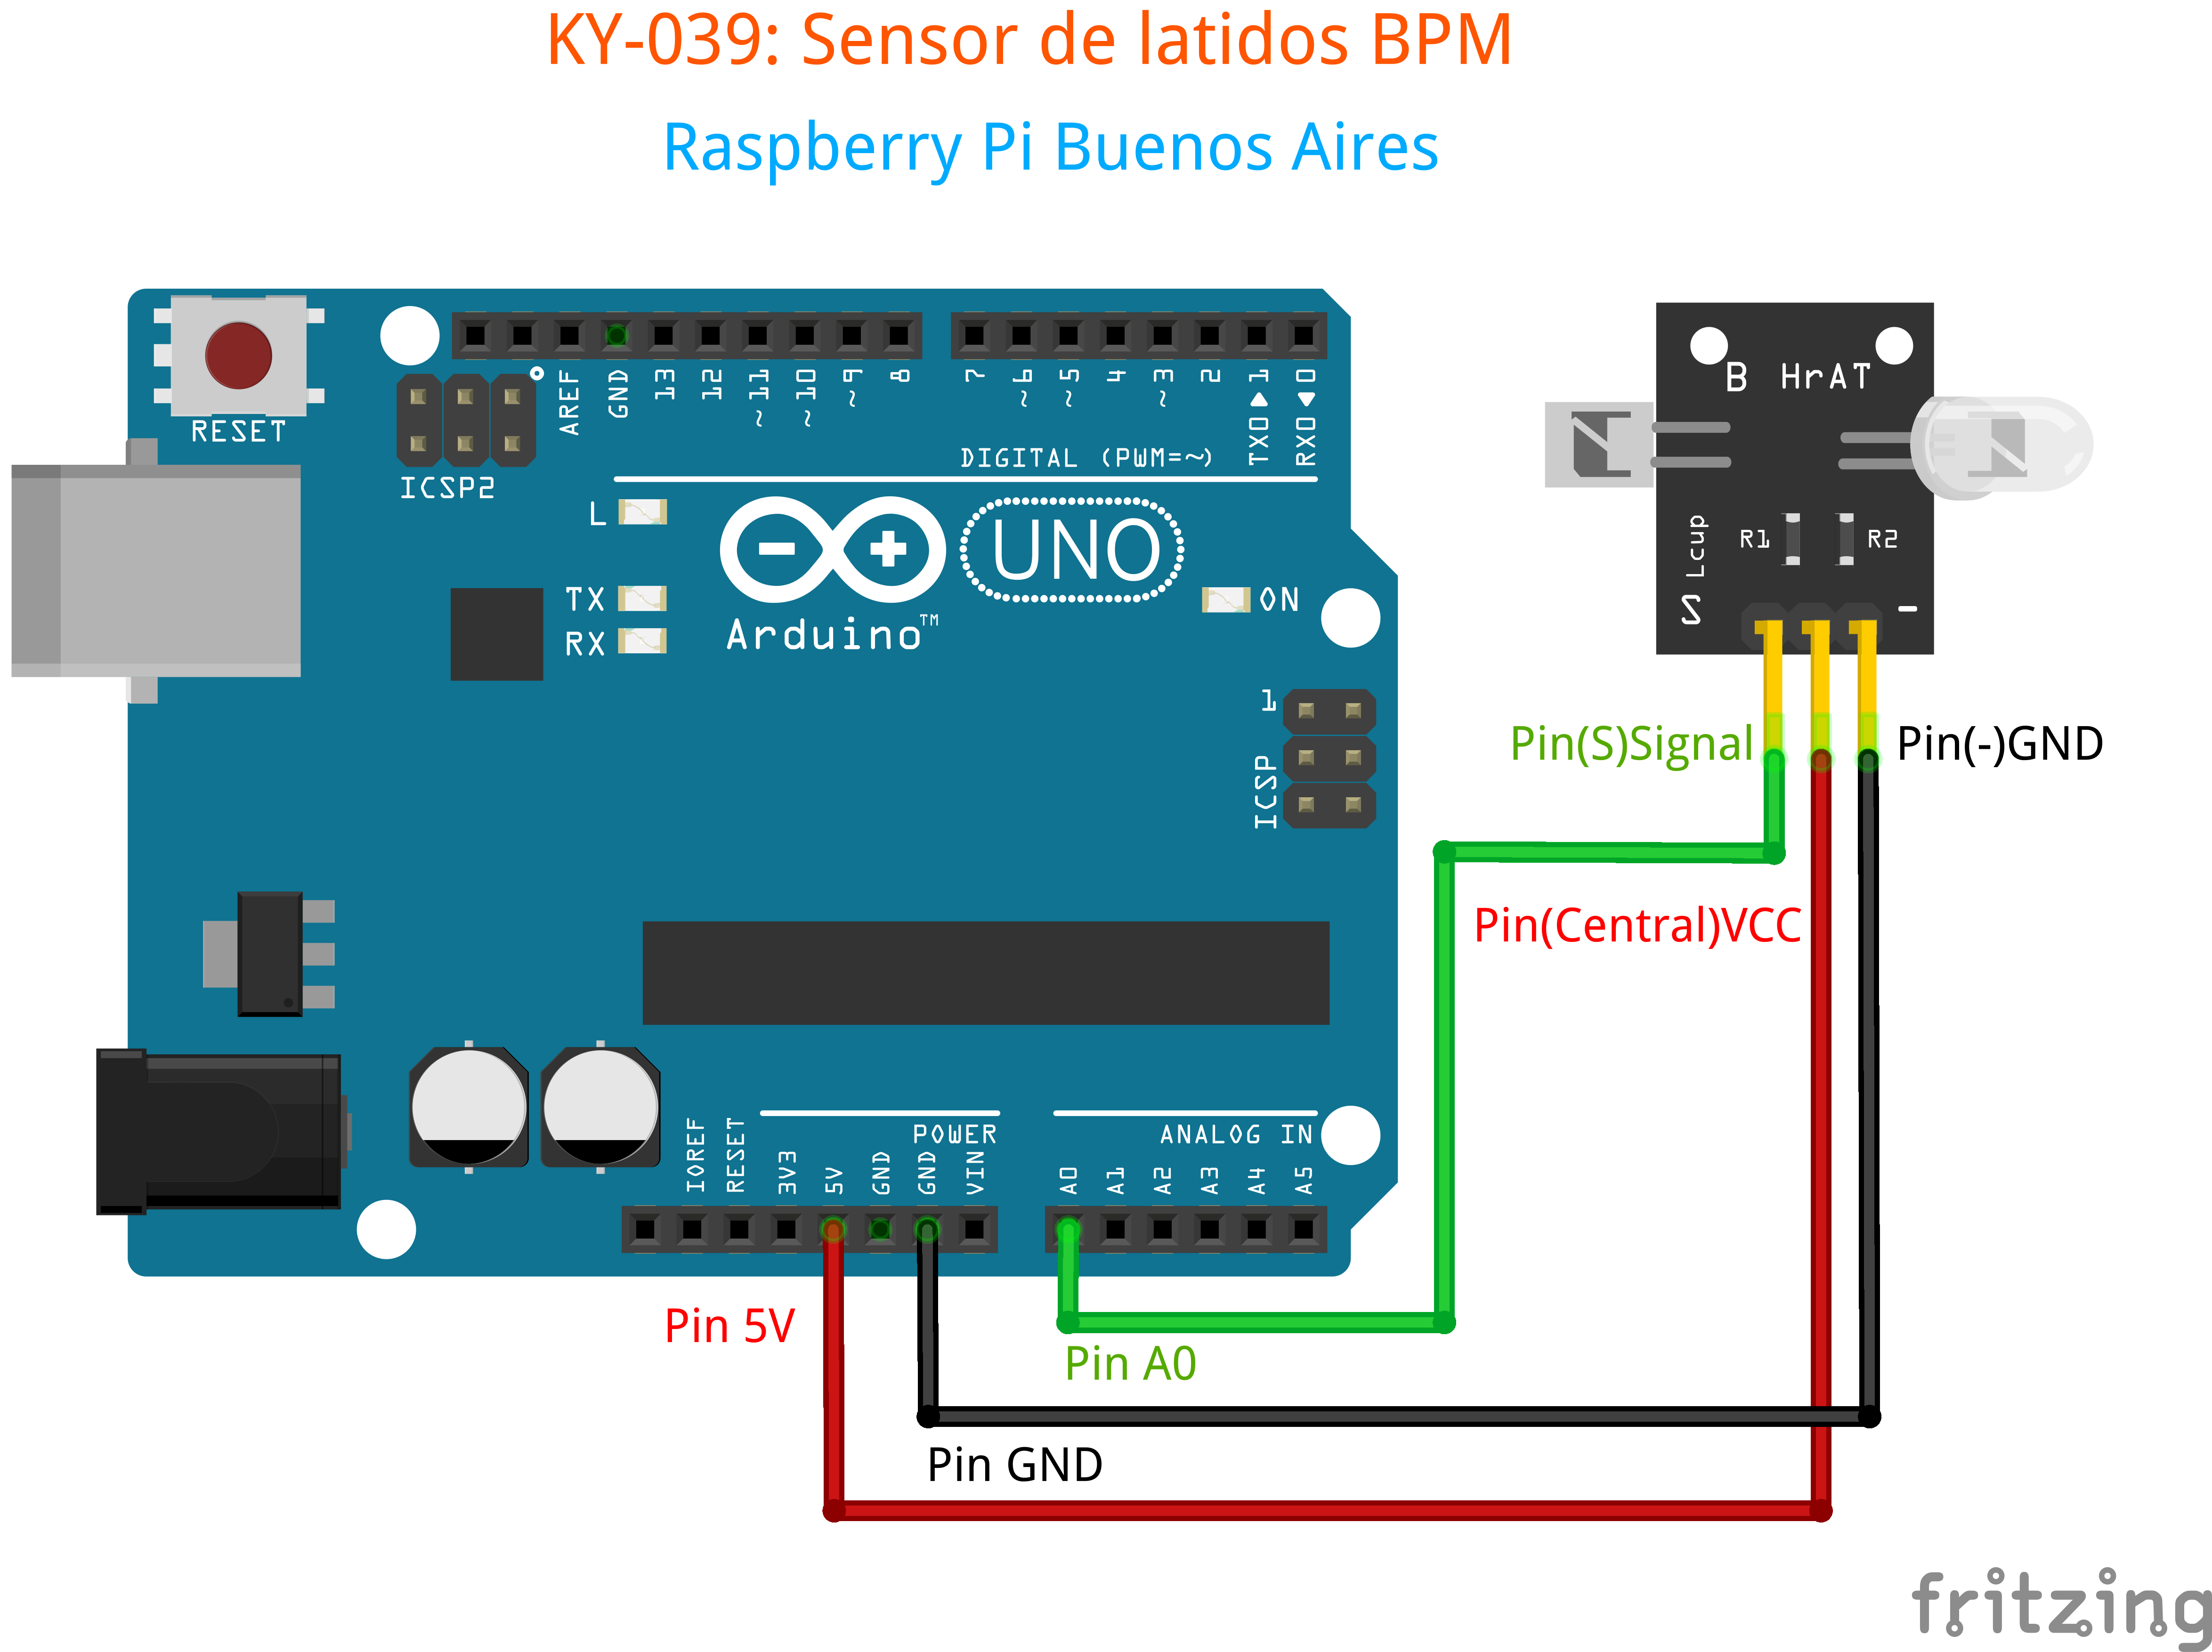 KY-039: Sensor de latidos BPM
Raspberry Pi Buenos Aires
RESET
ICSP2
AREF
GND
13
12
~11
~10
~9
8
7
~6
~5
4
~3
2
TX0▶1
RX0◀0
DIGITAL (PWM=~)
L
TX
RX
Arduino™
UNO
ON
1
ICSP
B HrAT
Lcup
R1
R2
S
-
Pin(S)Signal
Pin(-)GND
Pin(Central)VCC
IOREF
RESET
3V3
5V
GND
GND
VIN
POWER
ANALOG IN
A0
A1
A2
A3
A4
A5
Pin 5V
Pin A0
Pin GND
fritzing